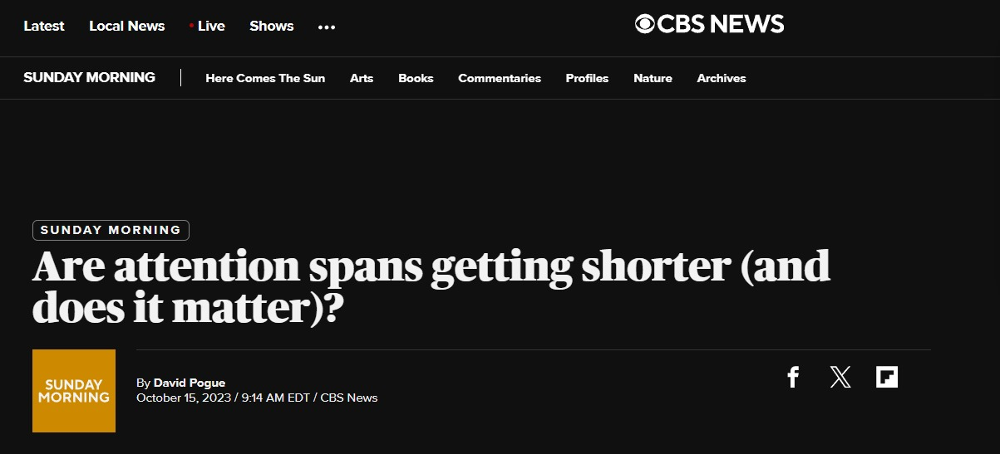 Latest Local News Live Shows •••
CBS NEWS
SUNDAY MORNING Here Comes The Sun Arts Books Commentaries Profiles Nature Archives
SUNDAY MORNING
Are attention spans getting shorter (and
does it matter)?
SUNDAY
MORNING
By David Pogue
October 15, 2023 / 9:14 AM EDT / CBS News